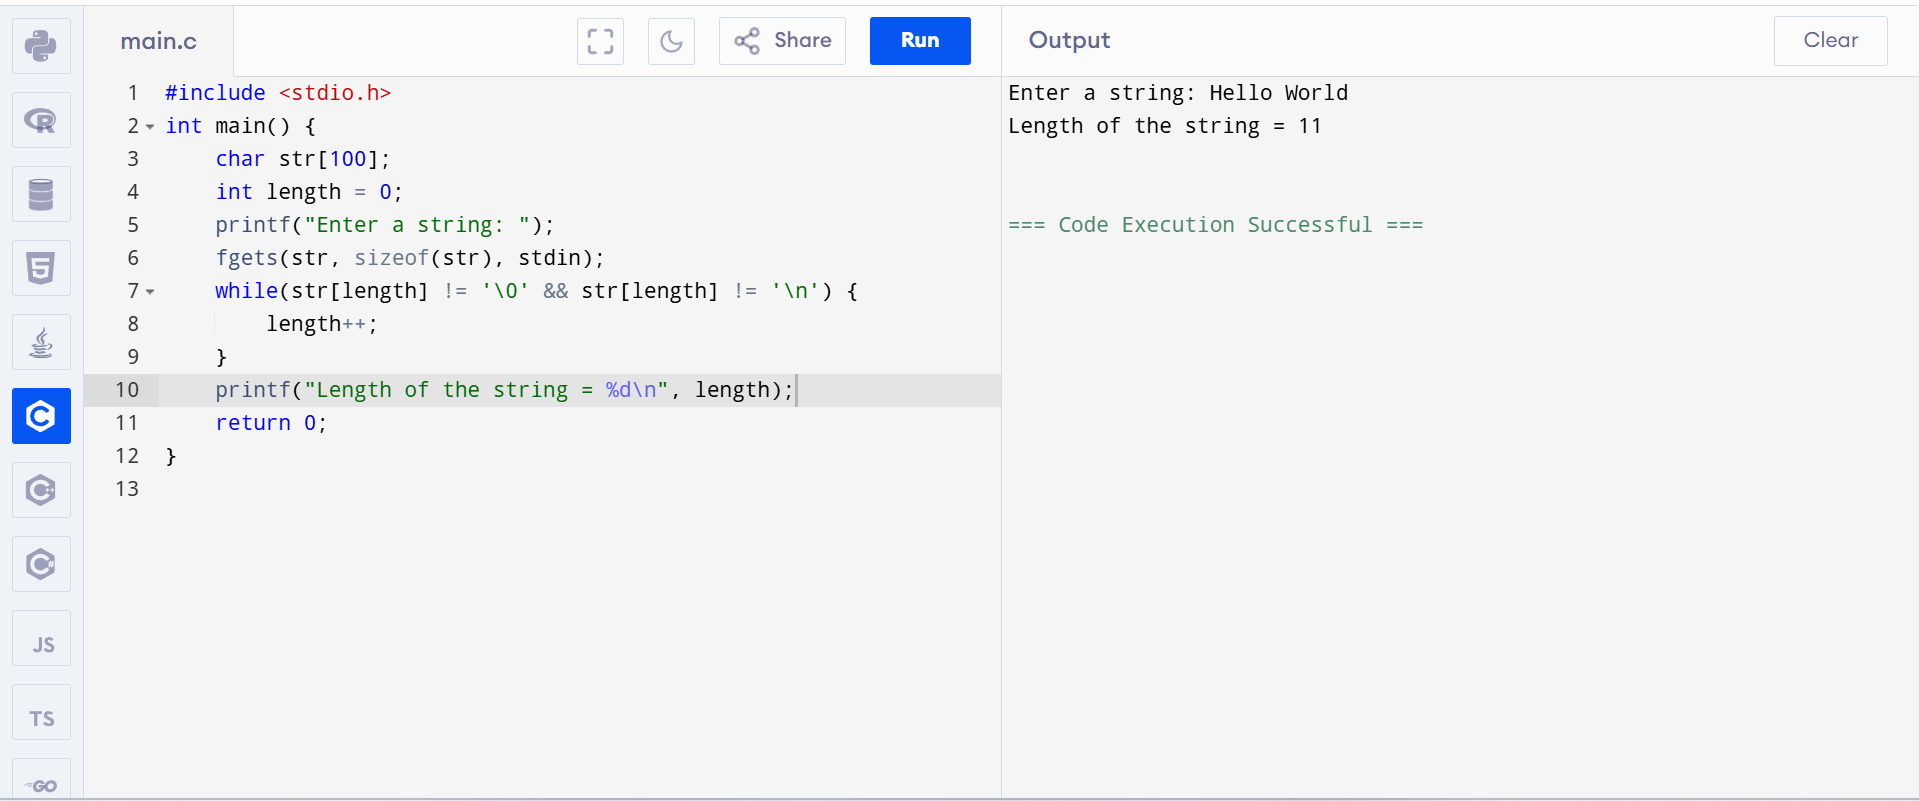 main.c
Share
Run
Output
Clear
1 #include <stdio.h>
2 int main() {
3     char str[100];
4     int length = 0;
5     printf("Enter a string: ");
6     fgets(str, sizeof(str), stdin);
7     while(str[length] != '\0' && str[length] != '\n') {
8         length++;
9     }
10     printf("Length of the string = %d\n", length);
11     return 0;
12 }
13
Enter a string: Hello World
Length of the string = 11
=== Code Execution Successful ===
R
5
C
C++
C#
JS
TS
GO